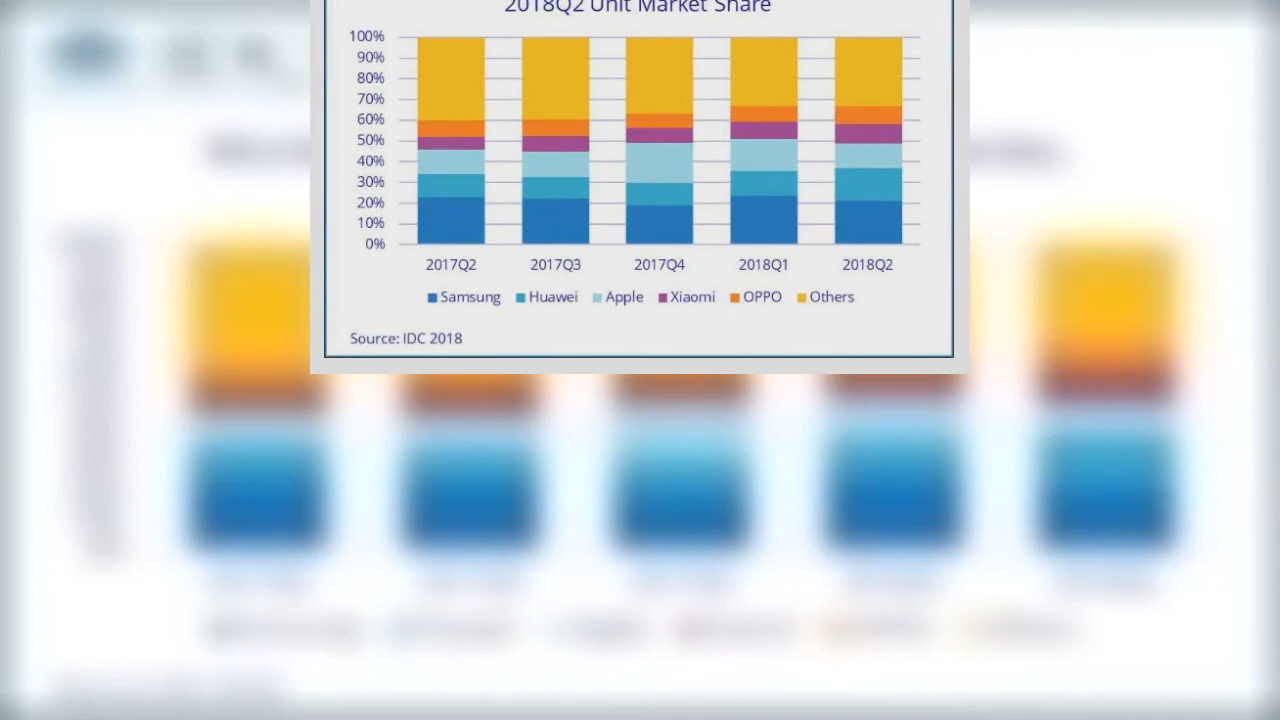 2018Q2 Unit Market Share
100%
90%
80%
70%
60%
50%
40%
30%
20%
10%
0%
2017Q2 2017Q3 2017Q4 2018Q1 2018Q2
Samsung Huawei Apple Xiaomi OPPO Others
Source: IDC 2018